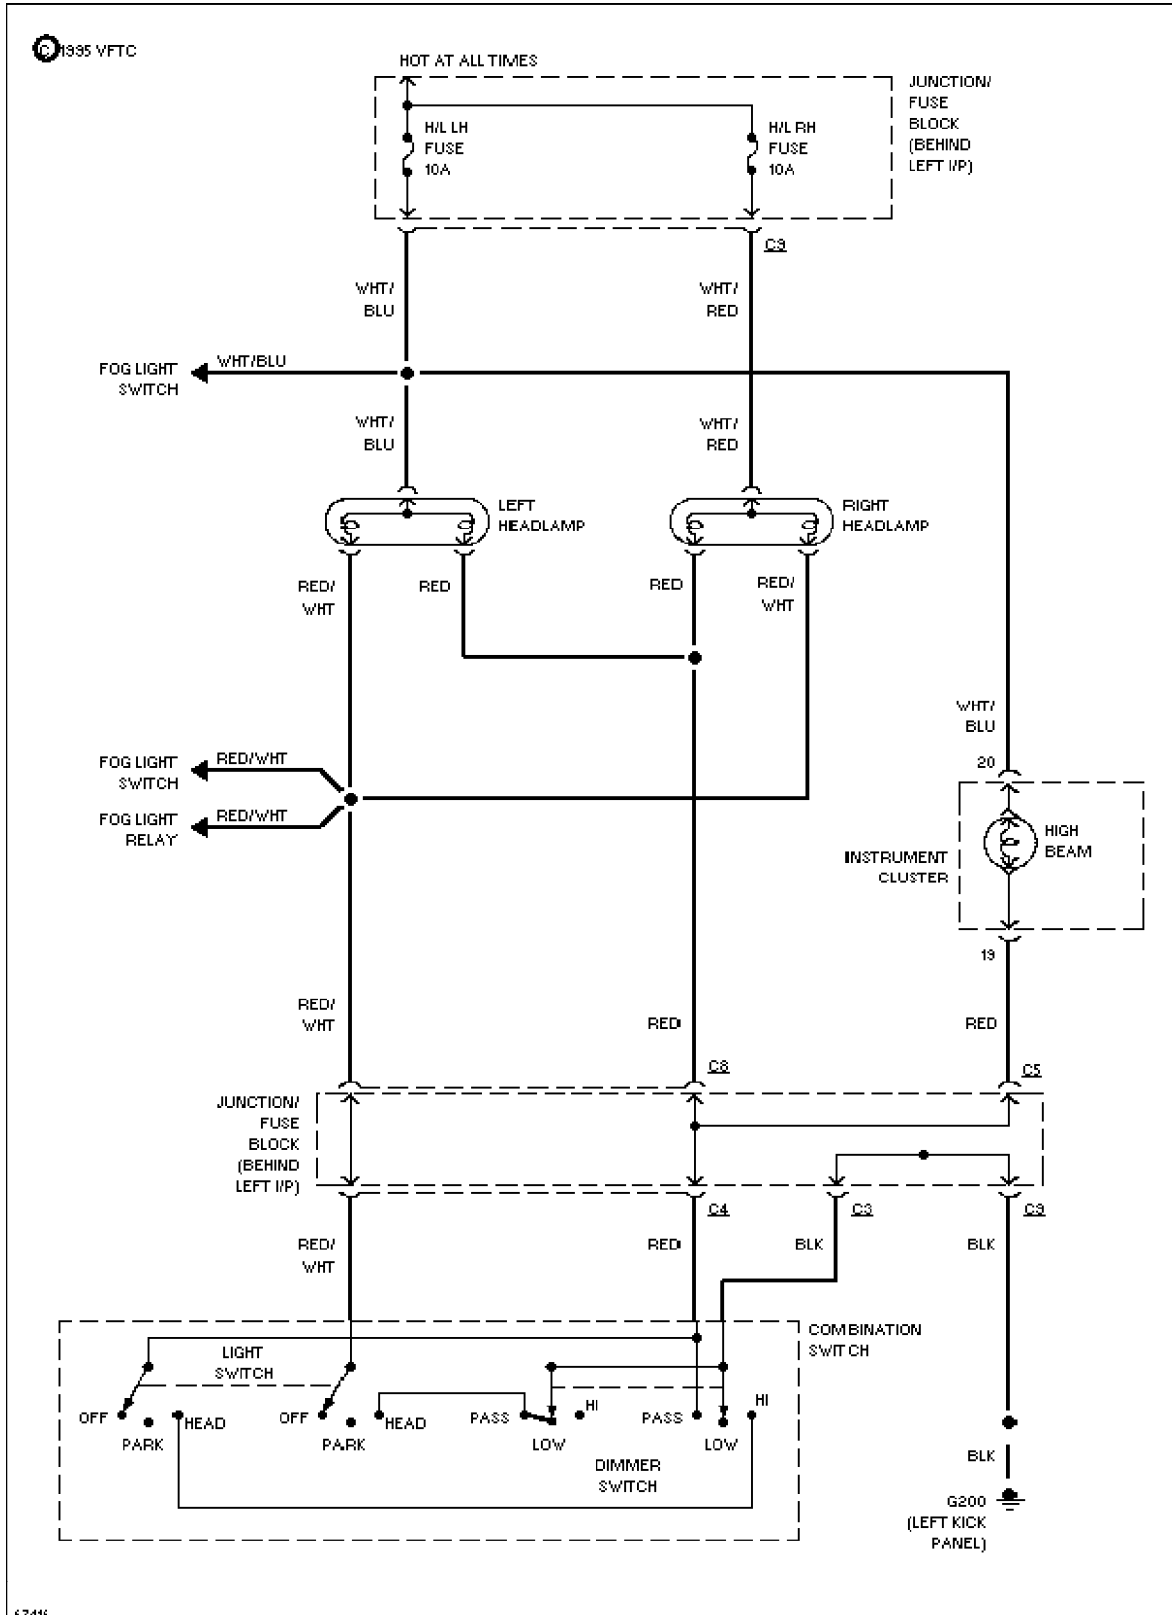 © 1995 VFTC
HOT AT ALL TIMES
JUNCTION/
FUSE
BLOCK
(BEHIND
LEFT I/P)
H/L LH
FUSE
10A
H/L RH
FUSE
10A
C9
WHT/
BLU
WHT/
RED
FOG LIGHT
SWITCH
WHT/BLU
WHT/
BLU
WHT/
RED
LEFT
HEADLAMP
RIGHT
HEADLAMP
RED/
WHT
RED
RED
RED/
WHT
WHT/
BLU
20
FOG LIGHT
SWITCH
RED/WHT
FOG LIGHT
RELAY
RED/WHT
HIGH
BEAM
INSTRUMENT
CLUSTER
19
RED/
WHT
RED
RED
C8
C5
JUNCTION/
FUSE
BLOCK
(BEHIND
LEFT I/P)
C4
C3
C9
RED/
WHT
RED
BLK
BLK
COMBINATION
SWITCH
LIGHT
SWITCH
OFF
PARK
HEAD
OFF
PARK
HEAD
PASS
LOW
HI
PASS
LOW
HI
DIMMER
SWITCH
BLK
G200
(LEFT KICK
PANEL)